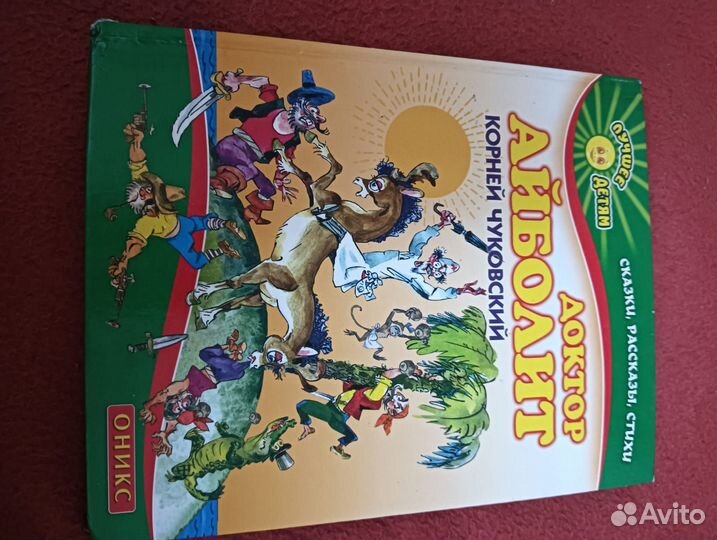 СКАЗКИ, РАССКАЗЫ, СТИХИ
ЛУЧШЕЕ
ДЕТЯМ
ДОКТОР
АЙБОЛИТ
КОРНЕЙ ЧУКОВСКИЙ
ОНИКС
Avito